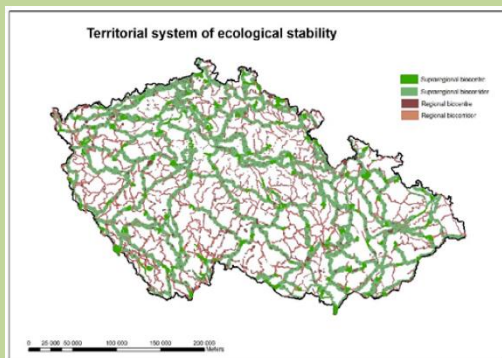 Territorial system of ecological stability
Supraregional biocentre
Supraregional biocorridor
Regional biocentre
Regional biocorridor
0 25 000 50 000 100 000 150 000 200 000
Meters